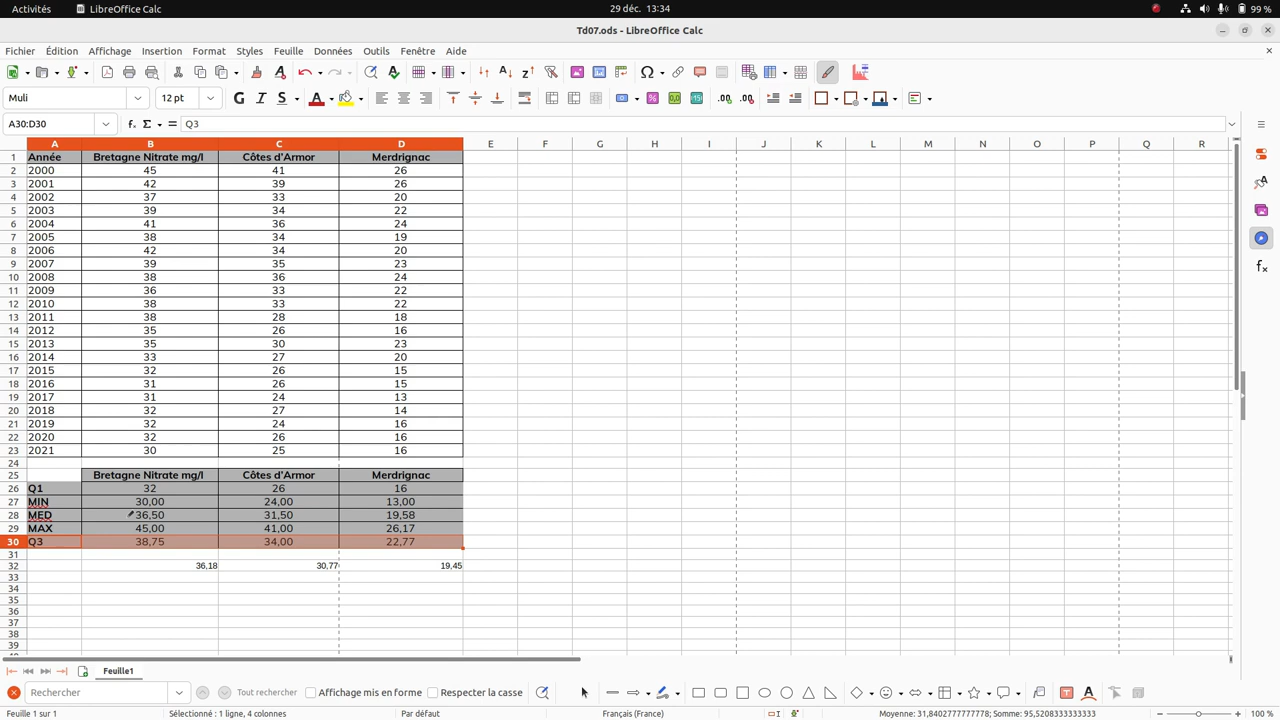 Activités LibreOffice Calc 29 déc. 13:34 99 %
Td07.ods - LibreOffice Calc
Fichier Édition Affichage Insertion Format Styles Feuille Données Outils Fenêtre Aide
Muli 12 pt
A30:D30 Q3
A B C D E F G H I J K L M N O P Q R
1 Année Bretagne Nitrate mg/l Côtes d'Armor Merdrignac
2 2000 45 41 26
3 2001 42 39 26
4 2002 37 33 20
5 2003 39 34 22
6 2004 41 36 24
7 2005 38 34 19
8 2006 42 34 20
9 2007 39 35 23
10 2008 38 36 24
11 2009 36 33 22
12 2010 38 33 22
13 2011 38 28 18
14 2012 35 26 16
15 2013 35 30 23
16 2014 33 27 20
17 2015 32 26 15
18 2016 31 26 15
19 2017 31 24 13
20 2018 32 27 14
21 2019 32 24 16
22 2020 32 26 16
23 2021 30 25 16
24
25 Bretagne Nitrate mg/l Côtes d'Armor Merdrignac
26 Q1 32 26 16
27 MIN 30,00 24,00 13,00
28 MED 36,50 31,50 19,58
29 MAX 45,00 41,00 26,17
30 Q3 38,75 34,00 22,77
31
32 36,18 30,77 19,45
33
34
35
36
37
38
39
Feuille1
Rechercher Tout rechercher Affichage mis en forme Respecter la casse
Feuille 1 sur 1 Sélectionné : 1 ligne, 4 colonnes Par défaut Français (France) Moyenne: 31,8402777777778; Somme: 95,5208333333333 100 %